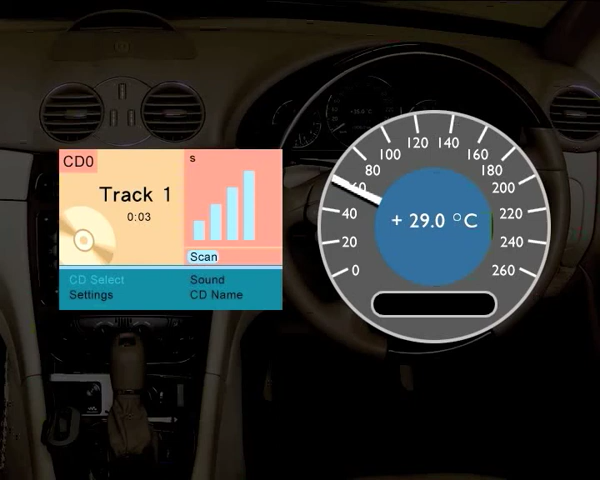 CD0
s
Track 1
0:03
Scan
CD Select
Sound
Settings
CD Name
0
20
40
60
80
100
120
140
160
180
200
220
240
260
+ 29.0 °C